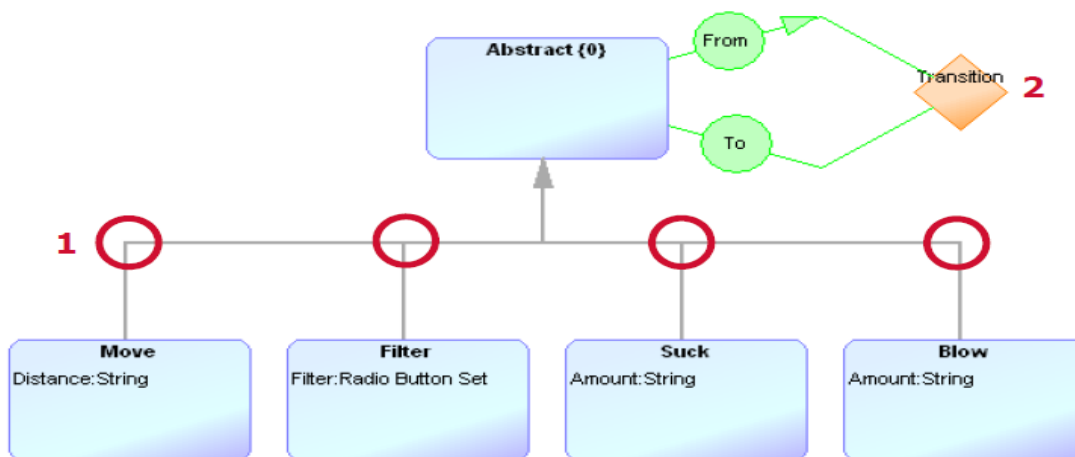 Abstract {0}
From
Transition
2
To
1
Move
Distance:String
Filter
Filter:Radio Button Set
Suck
Amount:String
Blow
Amount:String